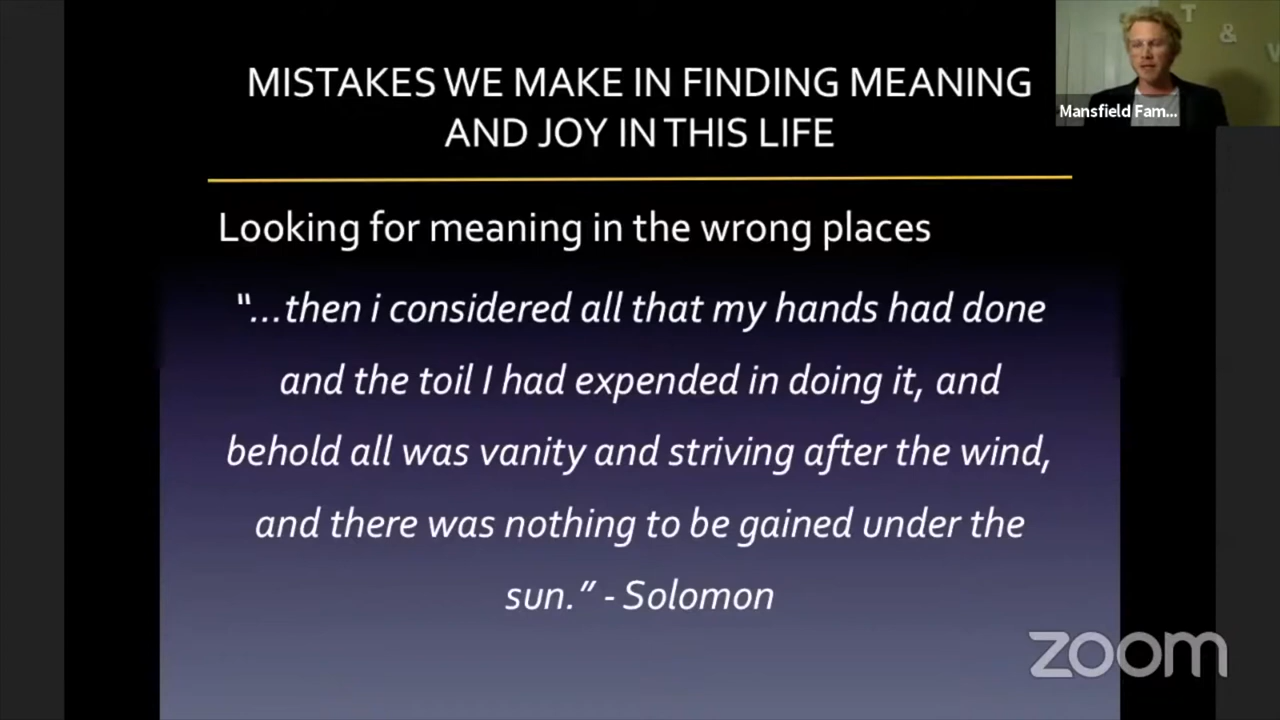 MISTAKES WE MAKE IN FINDING MEANING
AND JOY IN THIS LIFE
T
&
Mansfield Fam...
Looking for meaning in the wrong places
“...then i considered all that my hands had done
and the toil I had expended in doing it, and
behold all was vanity and striving after the wind,
and there was nothing to be gained under the
sun.” - Solomon
zoom